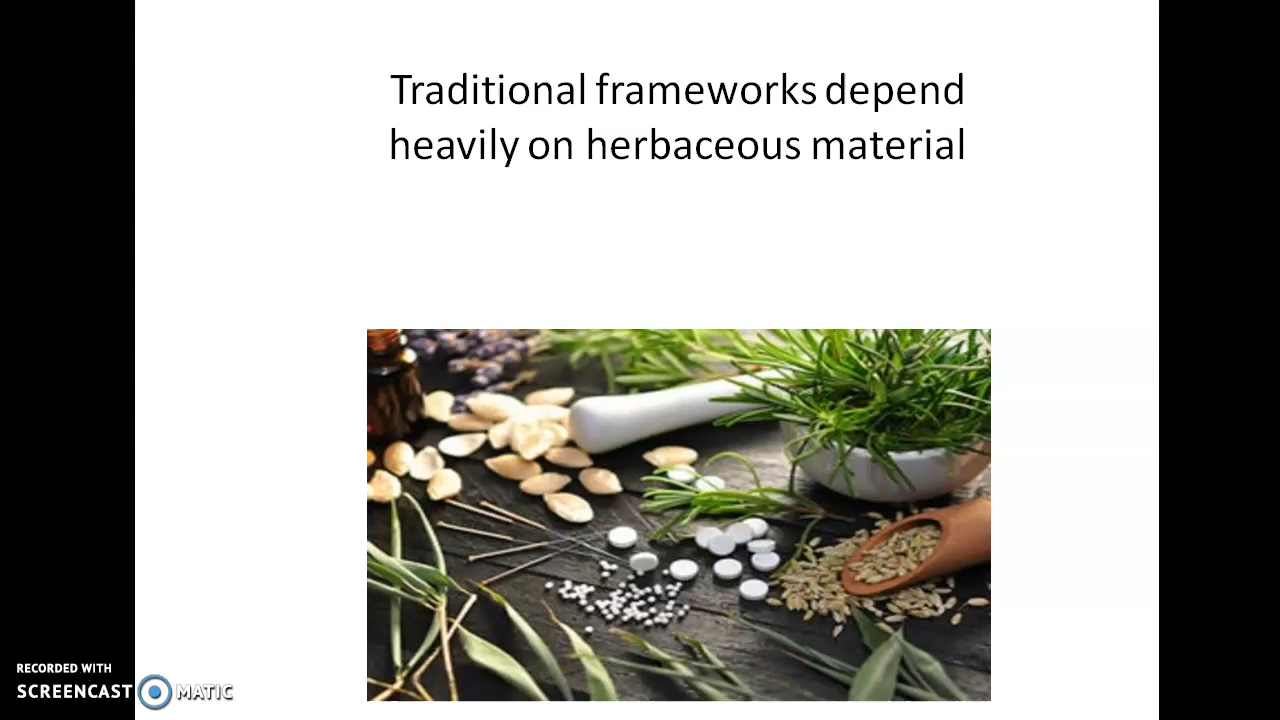 Traditional frameworks depend
heavily on herbaceous material
RECORDED WITH
SCREENCAST MATIC